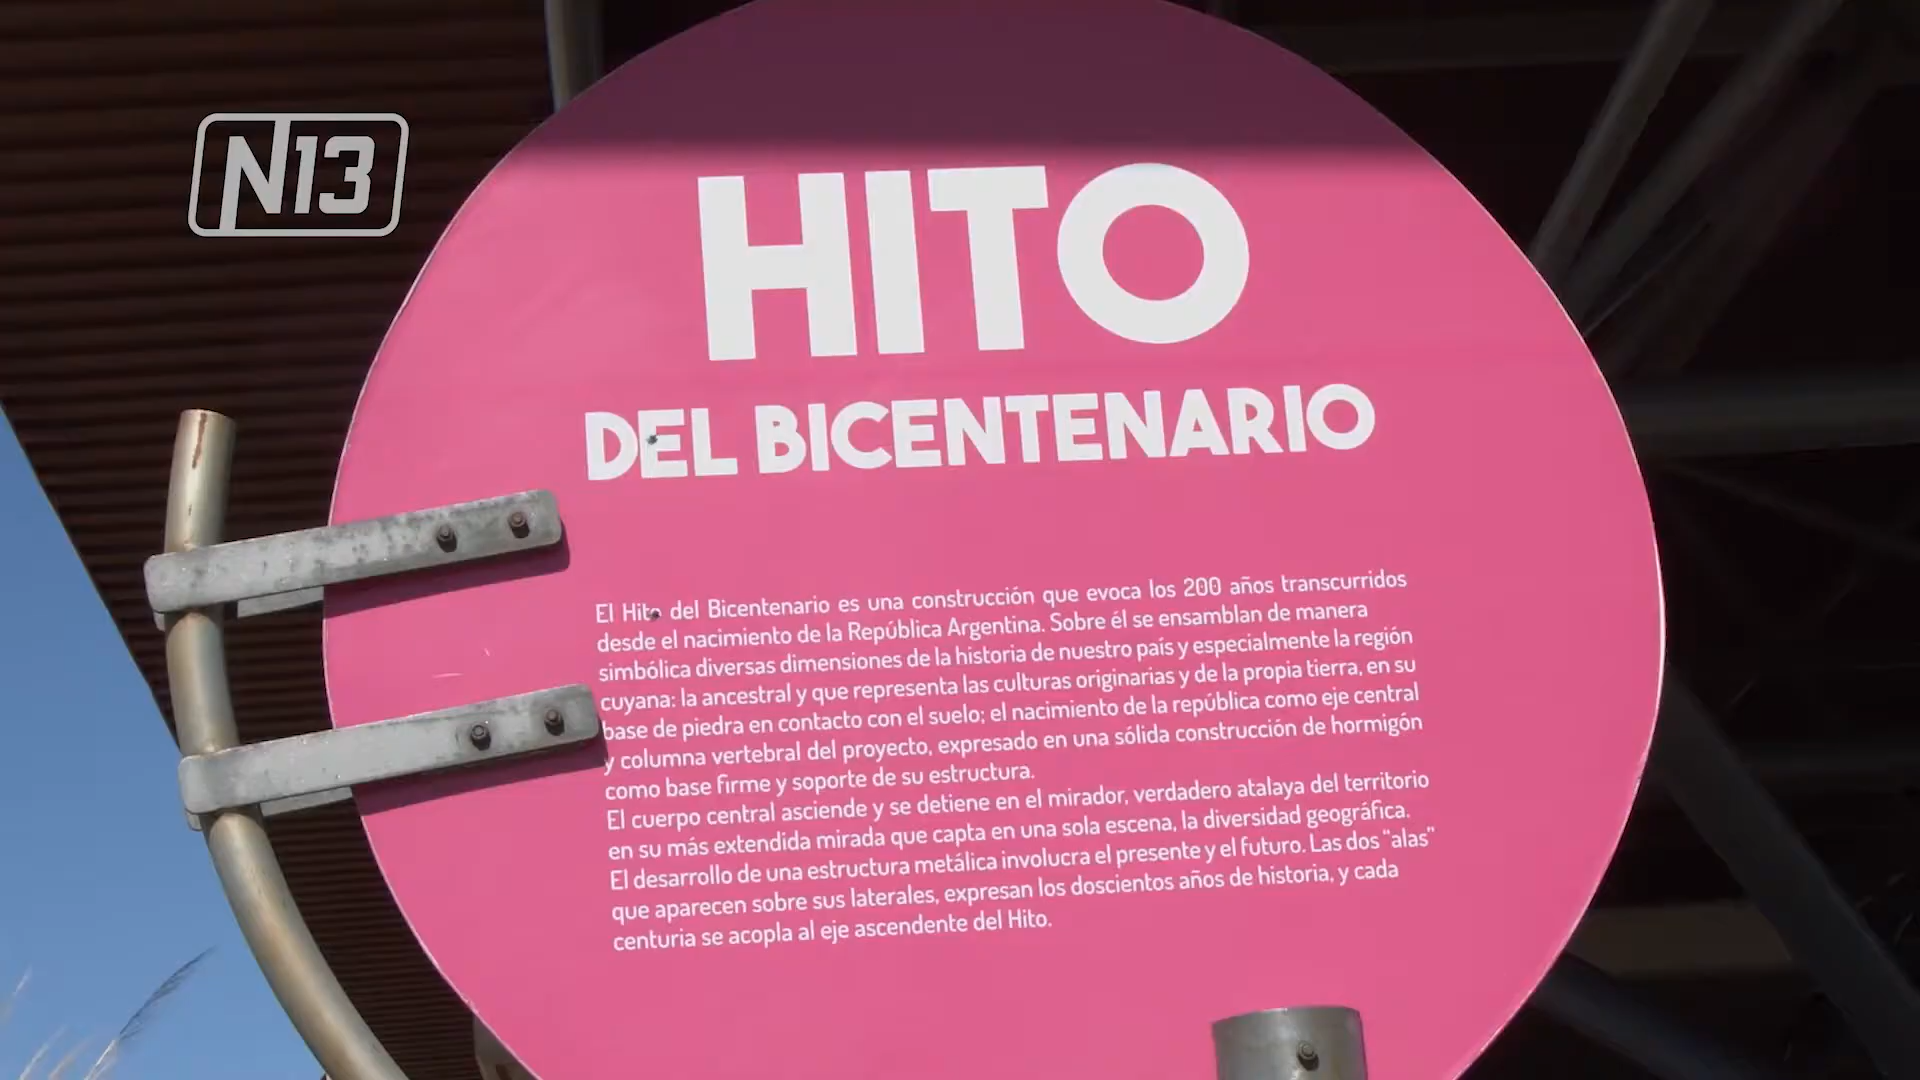 N13
HITO
DEL BICENTENARIO
El Hito del Bicentenario es una construcción que evoca los 200 años transcurridos
desde el nacimiento de la República Argentina. Sobre él se ensamblan de manera
simbólica diversas dimensiones de la historia de nuestro país y especialmente la región
cuyana: la ancestral y que representa las culturas originarias y de la propia tierra, en su
base de piedra en contacto con el suelo; el nacimiento de la república como eje central
y columna vertebral del proyecto, expresado en una sólida construcción de hormigón
como base firme y soporte de su estructura.
El cuerpo central asciende y se detiene en el mirador, verdadero atalaya del territorio
en su más extendida mirada que capta en una sola escena, la diversidad geográfica.
El desarrollo de una estructura metálica involucra el presente y el futuro. Las dos “alas”
que aparecen sobre sus laterales, expresan los doscientos años de historia, y cada
centuria se acopla al eje ascendente del Hito.